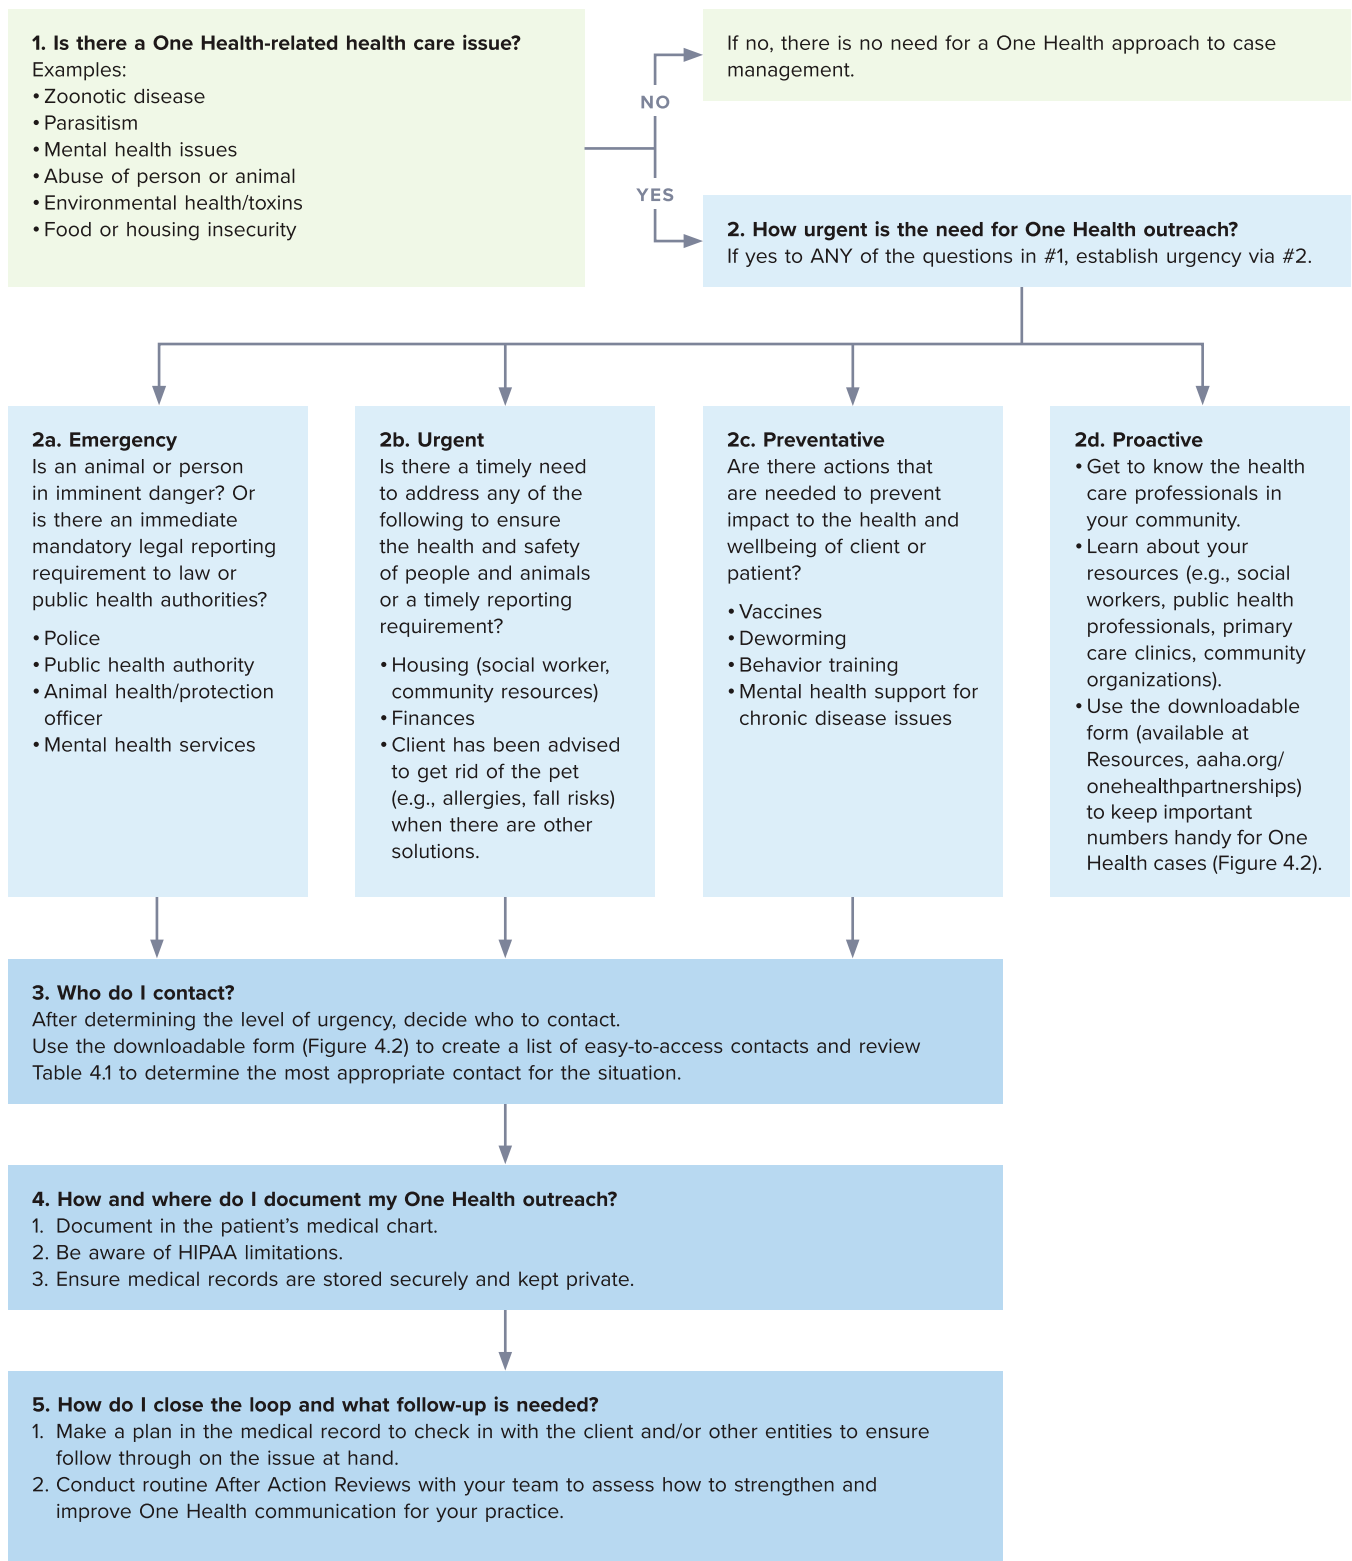 1. Is there a One Health-related health care issue?
Examples:
• Zoonotic disease
• Parasitism
• Mental health issues
• Abuse of person or animal
• Environmental health/toxins
• Food or housing insecurity
NO
If no, there is no need for a One Health approach to case
management.
YES
2. How urgent is the need for One Health outreach?
If yes to ANY of the questions in #1, establish urgency via #2.
2a. Emergency
Is an animal or person
in imminent danger? Or
is there an immediate
mandatory legal reporting
requirement to law or
public health authorities?
• Police
• Public health authority
• Animal health/protection
officer
• Mental health services
2b. Urgent
Is there a timely need
to address any of the
following to ensure
the health and safety
of people and animals
or a timely reporting
requirement?
• Housing (social worker,
community resources)
• Finances
• Client has been advised
to get rid of the pet
(e.g., allergies, fall risks)
when there are other
solutions.
2c. Preventative
Are there actions that
are needed to prevent
impact to the health and
wellbeing of client or
patient?
• Vaccines
• Deworming
• Behavior training
• Mental health support for
chronic disease issues
2d. Proactive
• Get to know the health
care professionals in
your community.
• Learn about your
resources (e.g., social
workers, public health
professionals, primary
care clinics, community
organizations).
• Use the downloadable
form (available at
Resources, aaha.org/
onehealthpartnerships)
to keep important
numbers handy for One
Health cases (Figure 4.2).
3. Who do I contact?
After determining the level of urgency, decide who to contact.
Use the downloadable form (Figure 4.2) to create a list of easy-to-access contacts and review
Table 4.1 to determine the most appropriate contact for the situation.
4. How and where do I document my One Health outreach?
1. Document in the patient’s medical chart.
2. Be aware of HIPAA limitations.
3. Ensure medical records are stored securely and kept private.
5. How do I close the loop and what follow-up is needed?
1. Make a plan in the medical record to check in with the client and/or other entities to ensure
follow through on the issue at hand.
2. Conduct routine After Action Reviews with your team to assess how to strengthen and
improve One Health communication for your practice.